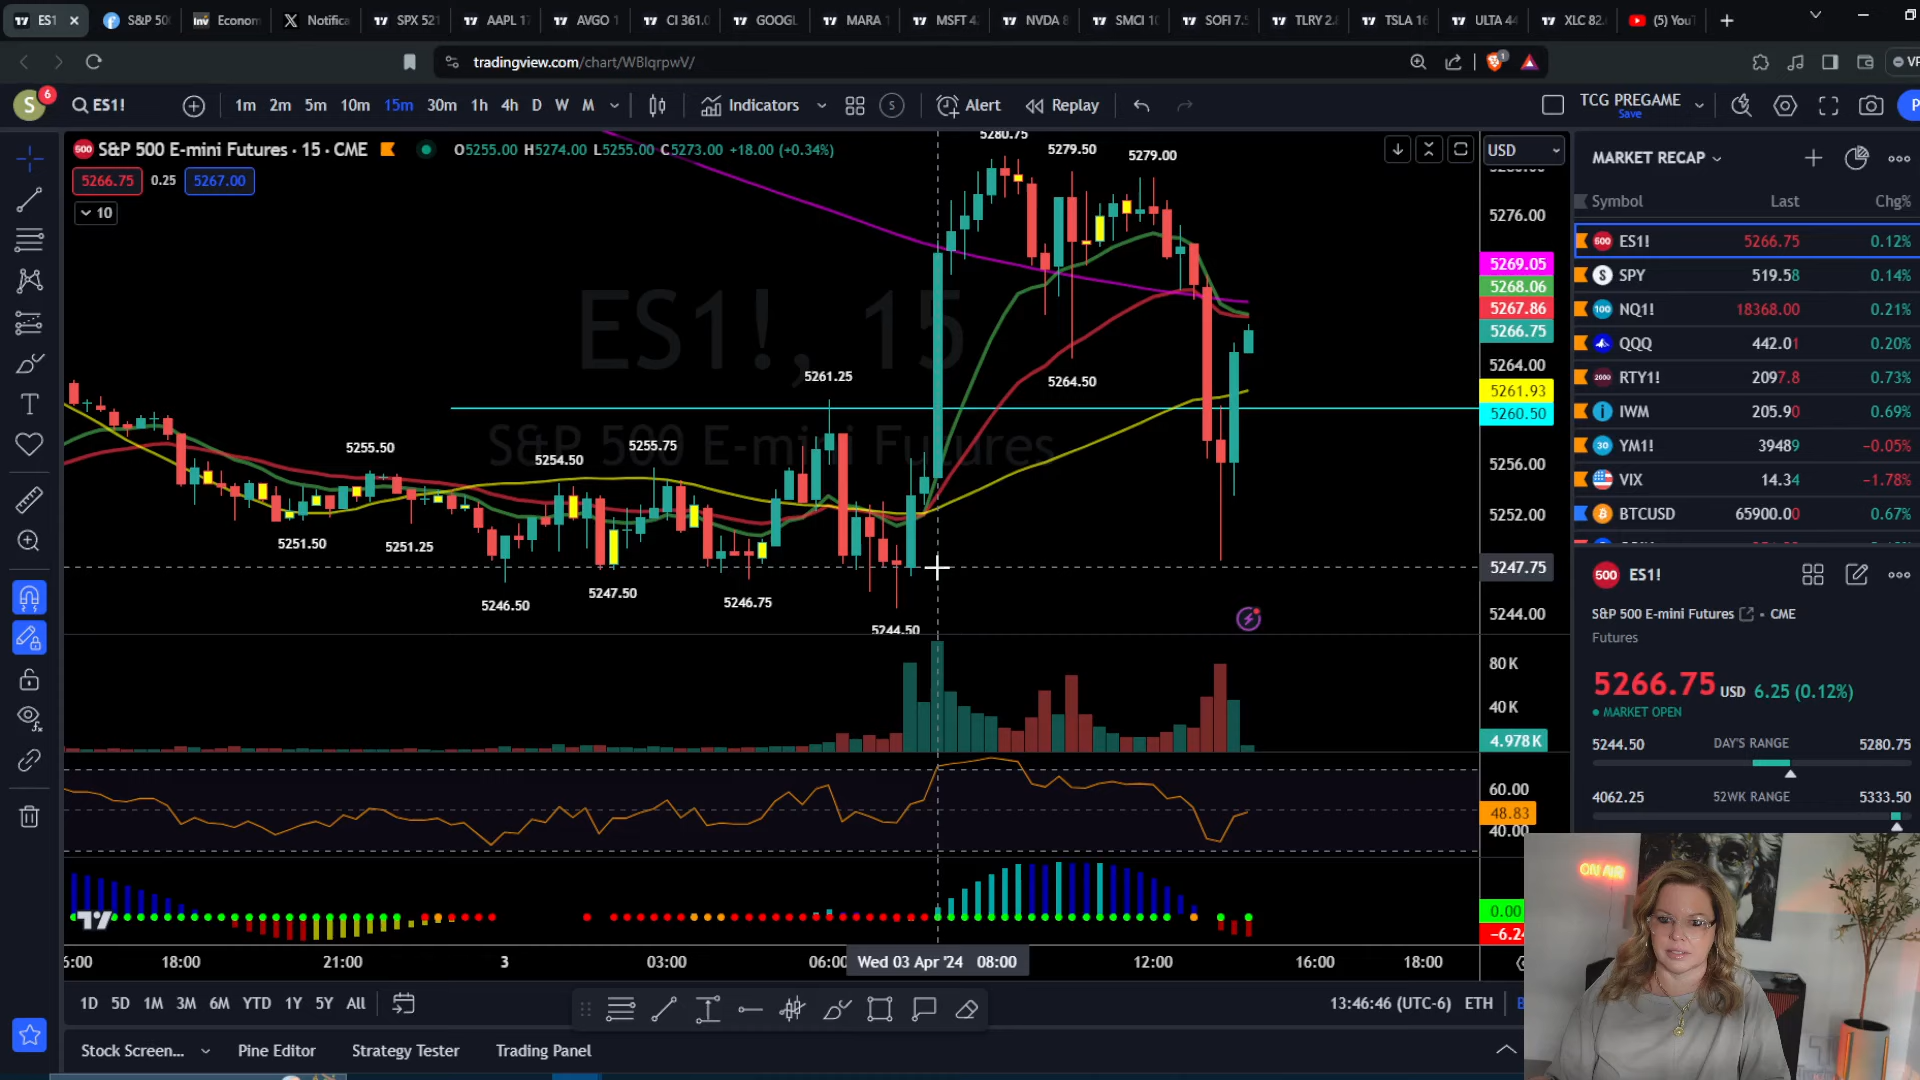 ES1
S&P 50
Econom
Notifica
SPX 521
AAPL 17
AVGO 1
CI 361.0
GOOGL
MARA 1
MSFT 4
NVDA 8
SMCI 10
SOFI 7.5
TLRY 2.
TSLA 16
ULTA 44
XLC 82.
(5) YouT
tradingview.com/chart/WBlqrpwV/
VP
S
6
ES1!
1m 2m 5m 10m 15m 30m 1h 4h D W M
Indicators
S
Alert
Replay
TCG PREGAME
Save
P
500 S&P 500 E-mini Futures · 15 · CME
O5255.00 H5274.00 L5255.00 C5273.00 +18.00 (+0.34%)
USD
5266.75 0.25 5267.00
10
ES1!, 15
S&P 500 E-mini Futures
5280.75
5279.50
5279.00
5264.50
5261.25
5255.50
5254.50
5255.75
5251.50
5251.25
5246.50
5247.50
5246.75
5244.50
5276.00
5269.05
5268.06
5267.86
5266.75
5264.00
5261.93
5260.50
5256.00
5252.00
5247.75
5244.00
80 K
40 K
4.978 K
60.00
48.83
40.00
0.00
-6.24
18:00
21:00
3
03:00
06:00
Wed 03 Apr '24 08:00
12:00
16:00
18:00
1D 5D 1M 3M 6M YTD 1Y 5Y All
13:46:46 (UTC-6) ETH
Stock Screen...
Pine Editor
Strategy Tester
Trading Panel
MARKET RECAP
Symbol Last Chg%
500 ES1! 5266.75 0.12%
S SPY 519.58 0.14%
100 NQ1! 18368.00 0.21%
QQQ 442.01 0.20%
2000 RTY1! 2097.8 0.73%
IWM 205.90 0.69%
30 YM1! 39489 -0.05%
VIX 14.34 -1.78%
BTCUSD 65900.00 0.67%
500 ES1!
S&P 500 E-mini Futures • CME
Futures
5266.75 USD 6.25 (0.12%)
MARKET OPEN
5244.50 DAY'S RANGE 5280.75
4062.25 52WK RANGE 5333.50
ON AIR